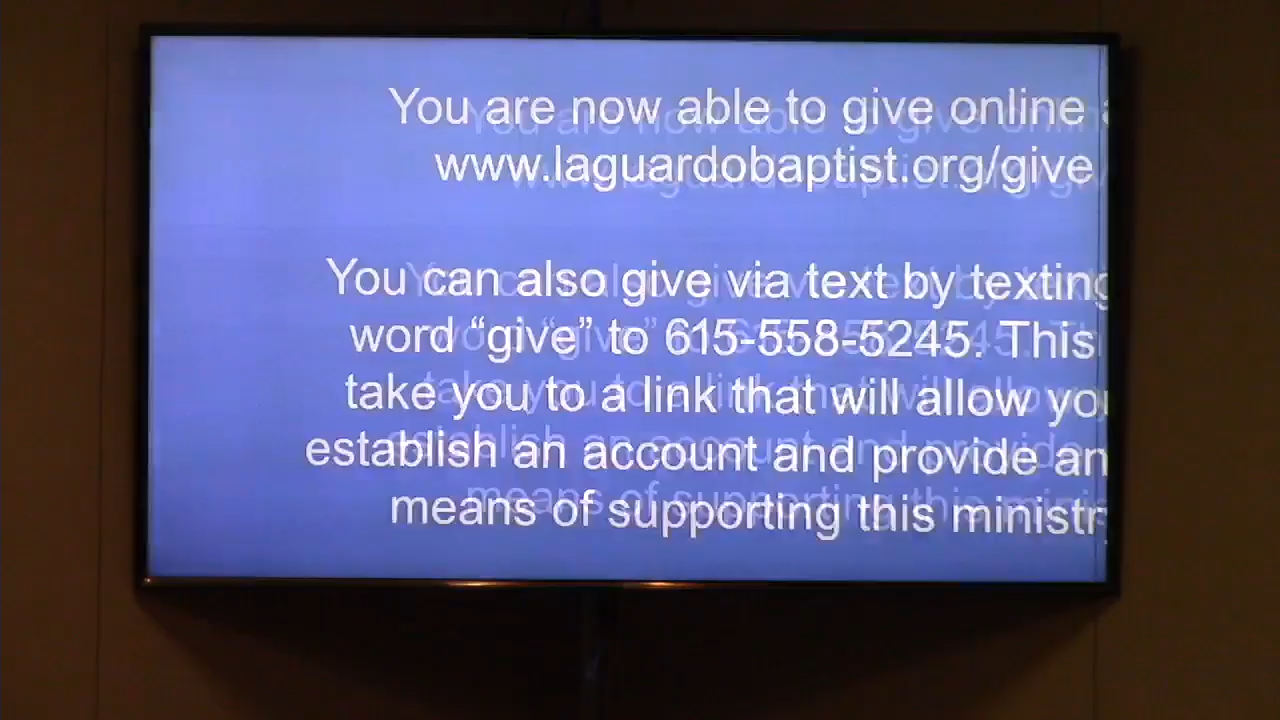 You are now able to give online
www.laguardobaptist.org/give
You can also give via text by texting
word “give” to 615-558-5245. This
take you to a link that will allow
establish an account and provide
means of supporting this